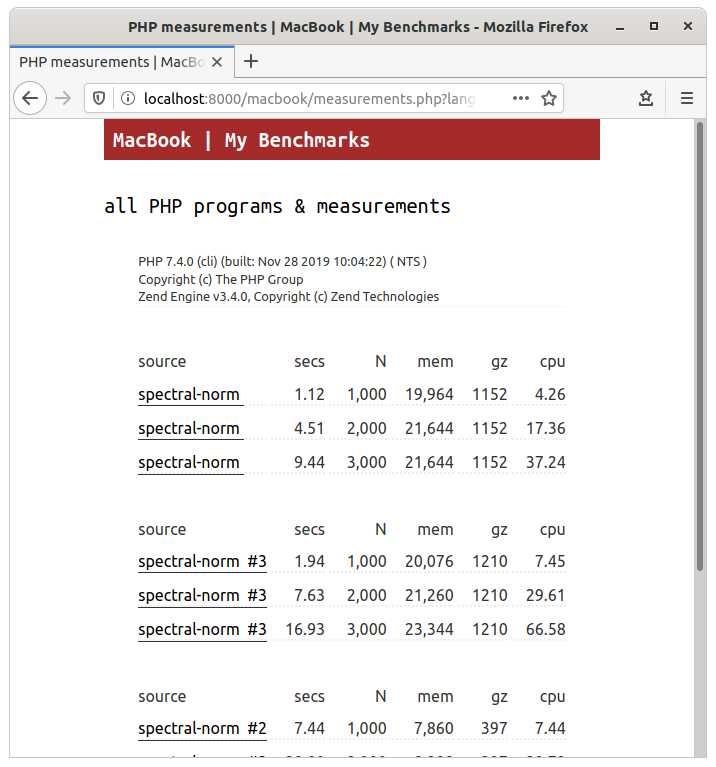 PHP measurements | MacBook | My Benchmarks - Mozilla Firefox
PHP measurements | MacBo
localhost:8000/macbook/measurements.php?lang
MacBook | My Benchmarks
all PHP programs & measurements
PHP 7.4.0 (cli) (built: Nov 28 2019 10:04:22) ( NTS )
Copyright (c) The PHP Group
Zend Engine v3.4.0, Copyright (c) Zend Technologies
source secs N mem gz cpu
spectral-norm 1.12 1,000 19,964 1152 4.26
spectral-norm 4.51 2,000 21,644 1152 17.36
spectral-norm 9.44 3,000 21,644 1152 37.24
source secs N mem gz cpu
spectral-norm #3 1.94 1,000 20,076 1210 7.45
spectral-norm #3 7.63 2,000 21,260 1210 29.61
spectral-norm #3 16.93 3,000 23,344 1210 66.58
source secs N mem gz cpu
spectral-norm #2 7.44 1,000 7,860 397 7.44